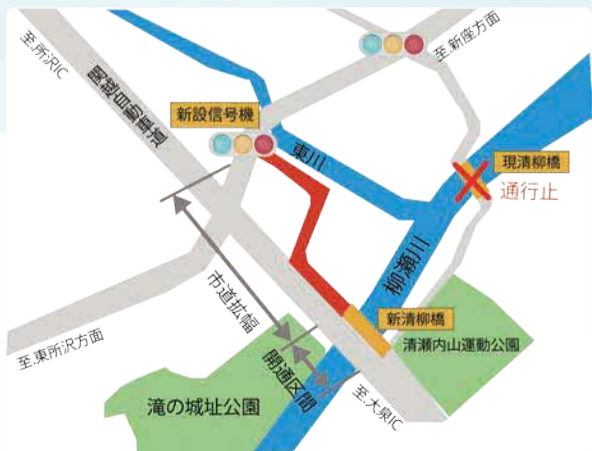 至.所沢IC
関越自動車道
新設信号機
東川
至.新座方面
現清柳橋
通行止
柳瀬川
市道拡幅
新清柳橋
清瀬内山運動公園
至.東所沢方面
開通区間
滝の城址公園
至.大泉IC